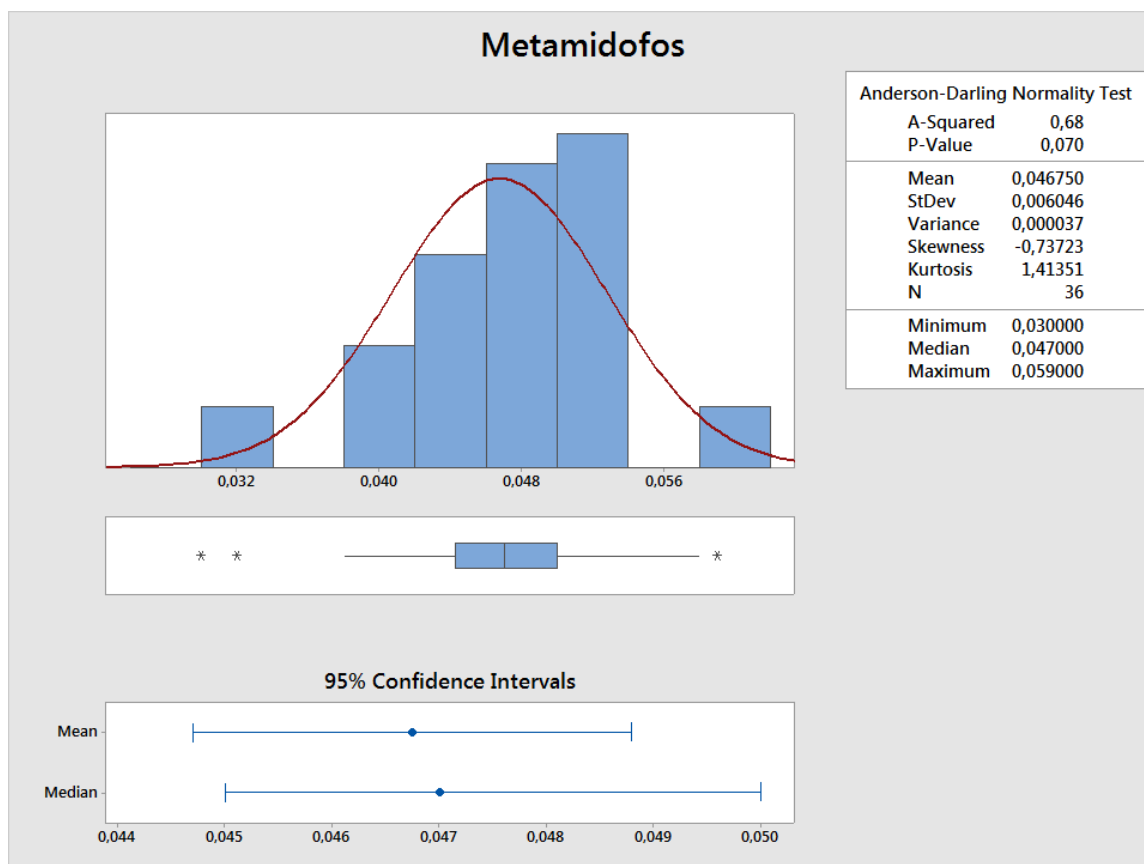 Metamidofos
Anderson-Darling Normality Test
A-Squared 0,68
P-Value 0,070
Mean 0,046750
StDev 0,006046
Variance 0,000037
Skewness -0,73723
Kurtosis 1,41351
N 36
Minimum 0,030000
Median 0,047000
Maximum 0,059000
0,032 0,040 0,048 0,056
* * *
95% Confidence Intervals
Mean
Median
0,044 0,045 0,046 0,047 0,048 0,049 0,050